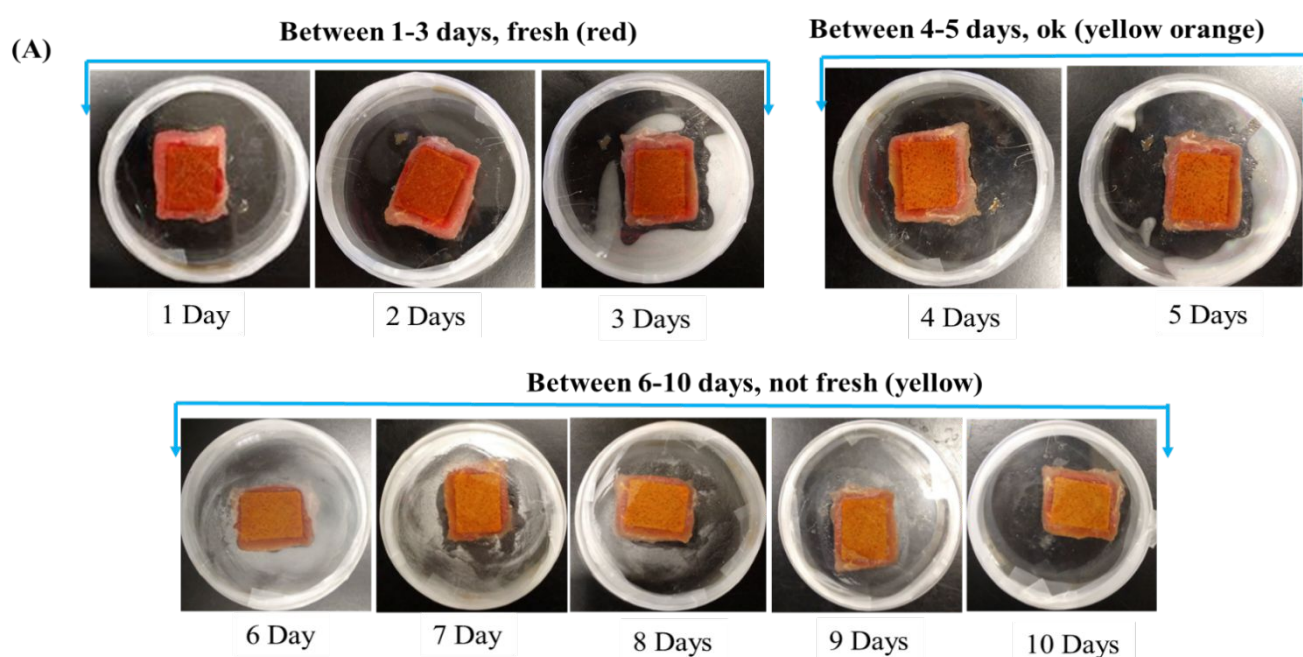 (A)
Between 1-3 days, fresh (red)
Between 4-5 days, ok (yellow orange)
1 Day
2 Days
3 Days
4 Days
5 Days
Between 6-10 days, not fresh (yellow)
6 Day
7 Day
8 Days
9 Days
10 Days